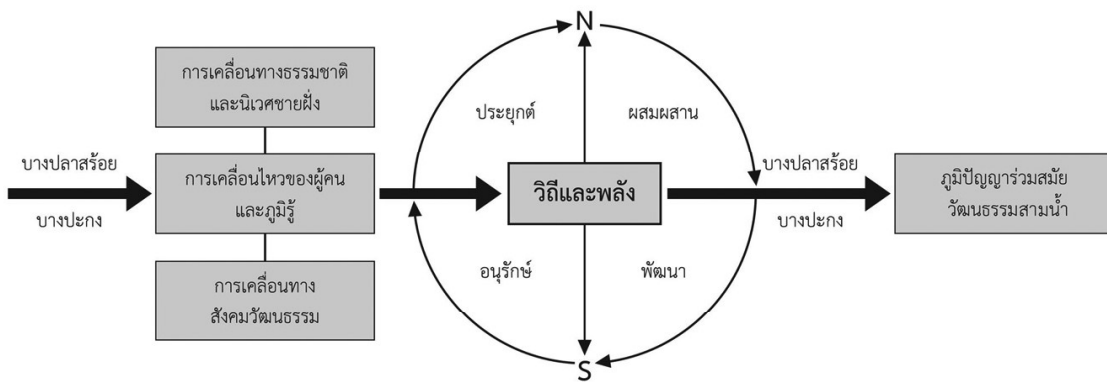 บางปลาสร้อย
บางปะกง
การเคลื่อนทางธรรมชาติ
และนิเวศชายฝั่ง
การเคลื่อนไหวของผู้คน
และภูมิรู้
การเคลื่อนทาง
สังคมวัฒนธรรม
N
ประยุกต์
ผสมผสาน
วิถีและพลัง
อนุรักษ์
พัฒนา
S
บางปลาสร้อย
บางปะกง
ภูมิปัญญาร่วมสมัย
วัฒนธรรมสามน้ำ